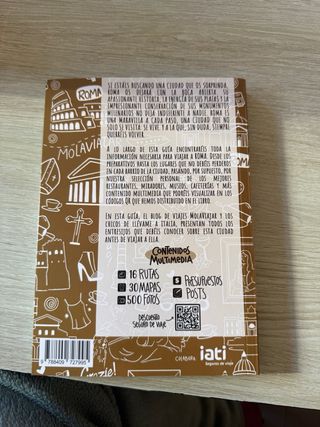 ROMA
MOLAVIAJ
SI ESTÁIS BUSCANDO UNA CIUDAD QUE OS SORPRENDA,
ROMA OS DEJARÁ CON LA BOCA ABIERTA. SU
APASIONANTE HISTORIA, LA ENERGÍA DE SUS PLAZAS Y LA
IMPRESIONANTE CONSERVACIÓN DE SUS MONUMENTOS
MILENARIOS NO DEJA INDIFERENTE A NADIE. ROMA ES
UNA MARAVILLA A CADA PASO, UNA CIUDAD QUE NO
SOLO SE VISITA: SE VIVE. Y A LA QUE, SIN DUDA, SIEMPRE
QUERRÉIS VOLVER.
A LO LARGO DE ESTA GUÍA ENCONTRARÉIS TODA LA
INFORMACIÓN NECESARIA PARA VIAJAR A ROMA: DESDE LOS
PREPARATIVOS HASTA LOS LUGARES QUE NO DEBÉIS PERDEROS
EN CADA BARRIO DE LA CIUDAD, PASANDO, POR SUPUESTO, POR
NUESTRA SELECCIÓN PERSONAL DE LOS MEJORES
RESTAURANTES, MIRADORES, MUSEOS, CAFETERÍAS Y MÁS
CONTENIDO MULTIMEDIA QUE PODRÉIS VISUALIZAR EN LOS
CÓDIGOS QR QUE HEMOS DISTRIBUIDO EN EL LIBRO.
EN ESTA GUÍA, EL BLOG DE VIAJES MOLAVIAJAR Y LOS
CHICOS DE LLÉVAME A ITALIA, PRESENTAN TODOS LOS
ENTRESIJOS QUE DEBÉIS CONOCER SOBRE ESTA CIUDAD
ANTES DE VIAJAR A ELLA.
CONTENIDOS
MULTIMEDIA
16 RUTAS
30 MAPAS
500 FOTOS
$ PRESUPUESTOS
POSTS
DESCUENTO
SEGURO DE VIAJE
CIABATTA
iati
Seguros de viaje
Grazie!
9 788409 727995